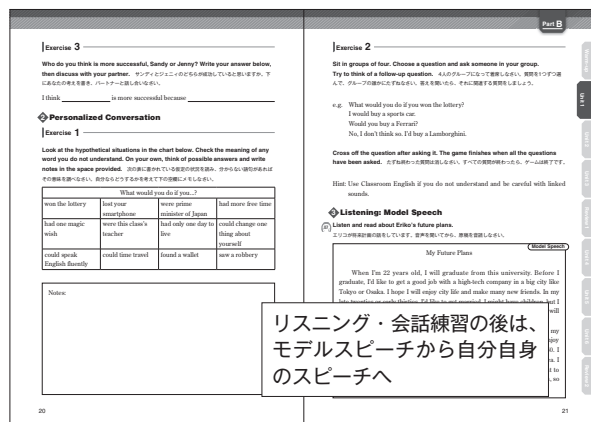 Exercise 3
Who do you think is more successful, Sandy or Jenny? Write your answer below,
then discuss with your partner. サンディとジェニィのどちらが成功していると思いますか。下
にあなたの考えを書き、パートナーと話し合いなさい。
I think ____________ is more successful because ____________
2 Personalized Conversation
Exercise 1
Look at the hypothetical situations in the chart below. Check the meaning of any
word you do not understand. On your own, think of possible answers and write
notes in the space provided. 次の表に書かれている仮定の状況を読み、分からない語句があれば
その意味を調べなさい。自分ならどうするかを考えて下の空欄にメモしなさい。
What would you do if you...?
won the lottery
lost your smartphone
were prime minister of Japan
had more free time
had one magic wish
were this class's teacher
had only one day to live
could change one thing about yourself
could speak English fluently
could time travel
found a wallet
saw a robbery
Notes:
20
Part B
Exercise 2
Sit in groups of four. Choose a question and ask someone in your group.
Try to think of a follow-up question. 4人のグループになって着席しなさい。質問を1つずつ選
んで、グループの誰かにたずねなさい。答えを聞いたら、それに関連する質問をしましょう。
e.g. What would you do if you won the lottery?
I would buy a sports car.
Would you buy a Ferrari?
No, I don't think so. I'd buy a Lamborghini.
Cross off the question after asking it. The game finishes when all the questions
have been asked. たずね終わった質問は消しなさい。すべての質問が終わったら、ゲームは終了です。
Hint: Use Classroom English if you do not understand and be careful with linked
sounds.
3 Listening: Model Speech
Listen and read about Eriko's future plans.
エリコが将来計画の話をしています。音声を聞いてから、原稿を音読しなさい。
Model Speech
My Future Plans
When I'm 22 years old, I will graduate from this university. Before I
graduate, I'd like to get a good job with a high-tech company in a big city like
Tokyo or Osaka. I hope I will enjoy city life and make many new friends. In my
リスニング・会話練習の後は、
モデルスピーチから自分自身
のスピーチへ
21
Unit 1